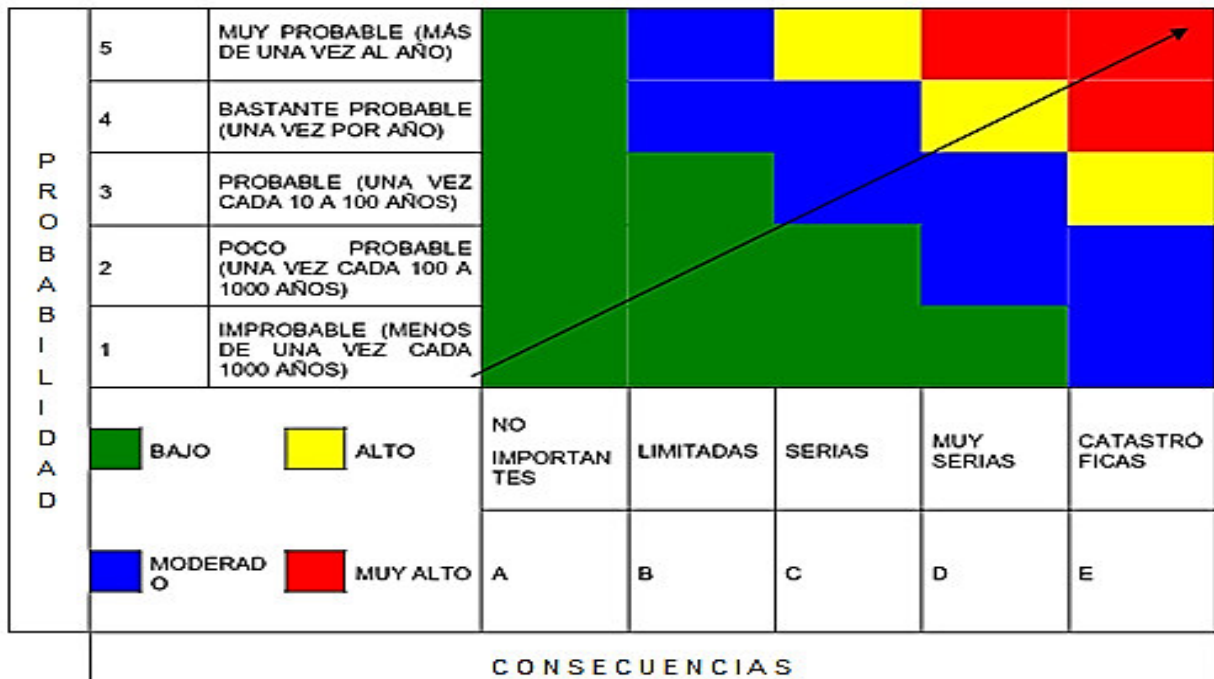 PROBABILIDAD
5
MUY PROBABLE (MÁS
DE UNA VEZ AL AÑO)
4
BASTANTE PROBABLE
(UNA VEZ POR AÑO)
3
PROBABLE (UNA VEZ
CADA 10 A 100 AÑOS)
2
POCO PROBABLE
(UNA VEZ CADA 100 A
1000 AÑOS)
1
IMPROBABLE (MENOS
DE UNA VEZ CADA
1000 AÑOS)
BAJO
ALTO
MODERAD
O
MUY ALTO
NO
IMPORTAN
TES
LIMITADAS
SERIAS
MUY
SERIAS
CATASTRÓ
FICAS
A
B
C
D
E
CONSECUENCIAS